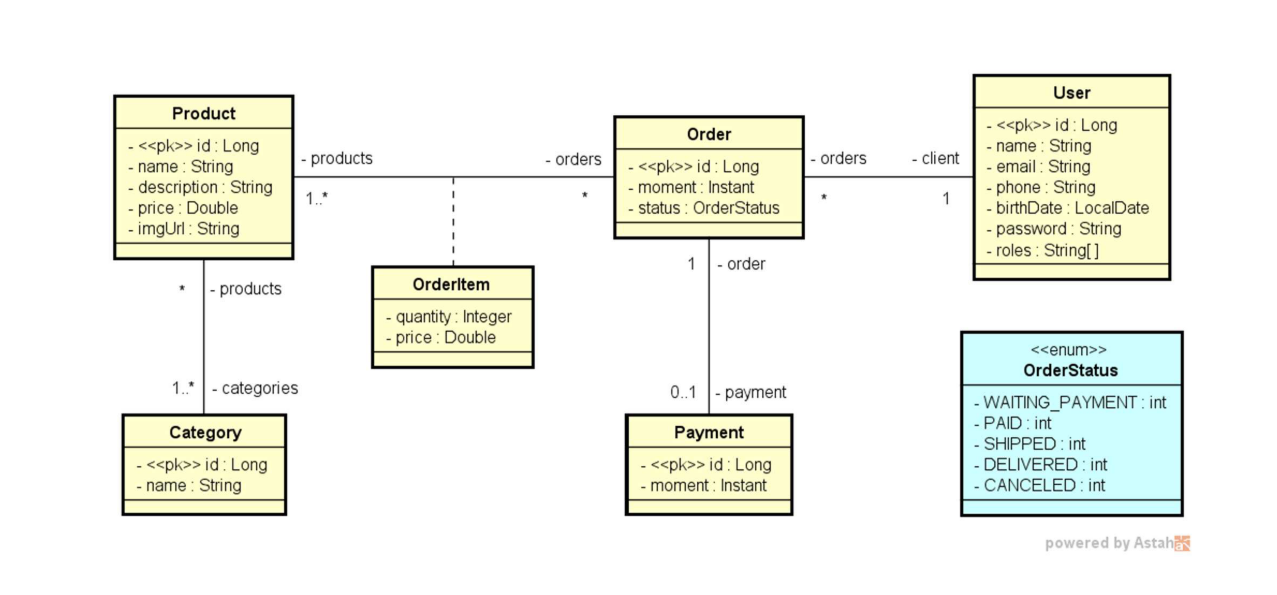 Product
- <<pk>> id : Long
- name : String
- description : String
- price : Double
- imgUrl : String
- products
1..*
- orders
*
Order
- <<pk>> id : Long
- moment : Instant
- status : OrderStatus
- orders
*
- client
1
User
- <<pk>> id : Long
- name : String
- email : String
- phone : String
- birthDate : LocalDate
- password : String
- roles : String[ ]
OrderItem
- quantity : Integer
- price : Double
* - products
1..* - categories
Category
- <<pk>> id : Long
- name : String
1 - order
0..1 - payment
Payment
- <<pk>> id : Long
- moment : Instant
<<enum>>
OrderStatus
- WAITING_PAYMENT : int
- PAID : int
- SHIPPED : int
- DELIVERED : int
- CANCELED : int
powered by Astah